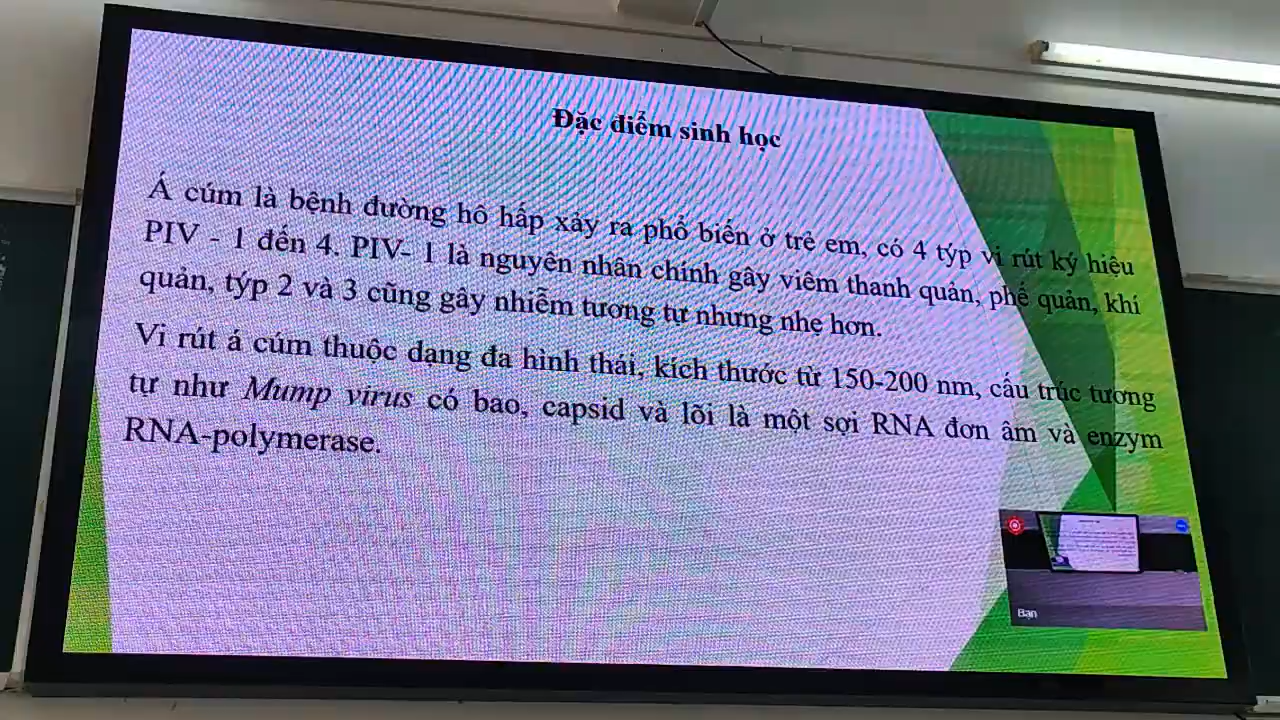 Đặc điểm sinh học
Á cúm là bệnh đường hô hấp xảy ra phổ biến ở trẻ em, có 4 týp vi rút ký hiệu
PIV - 1 đến 4. PIV- 1 là nguyên nhân chính gây viêm thanh quản, phế quản, khí
quản, týp 2 và 3 cũng gây nhiễm tương tự nhưng nhẹ hơn.
Vi rút á cúm thuộc dạng đa hình thái, kích thước từ 150-200 nm, cấu trúc tương
tự như Mump virus có bao, capsid và lõi là một sợi RNA đơn âm và enzym
RNA-polymerase.
Bạn